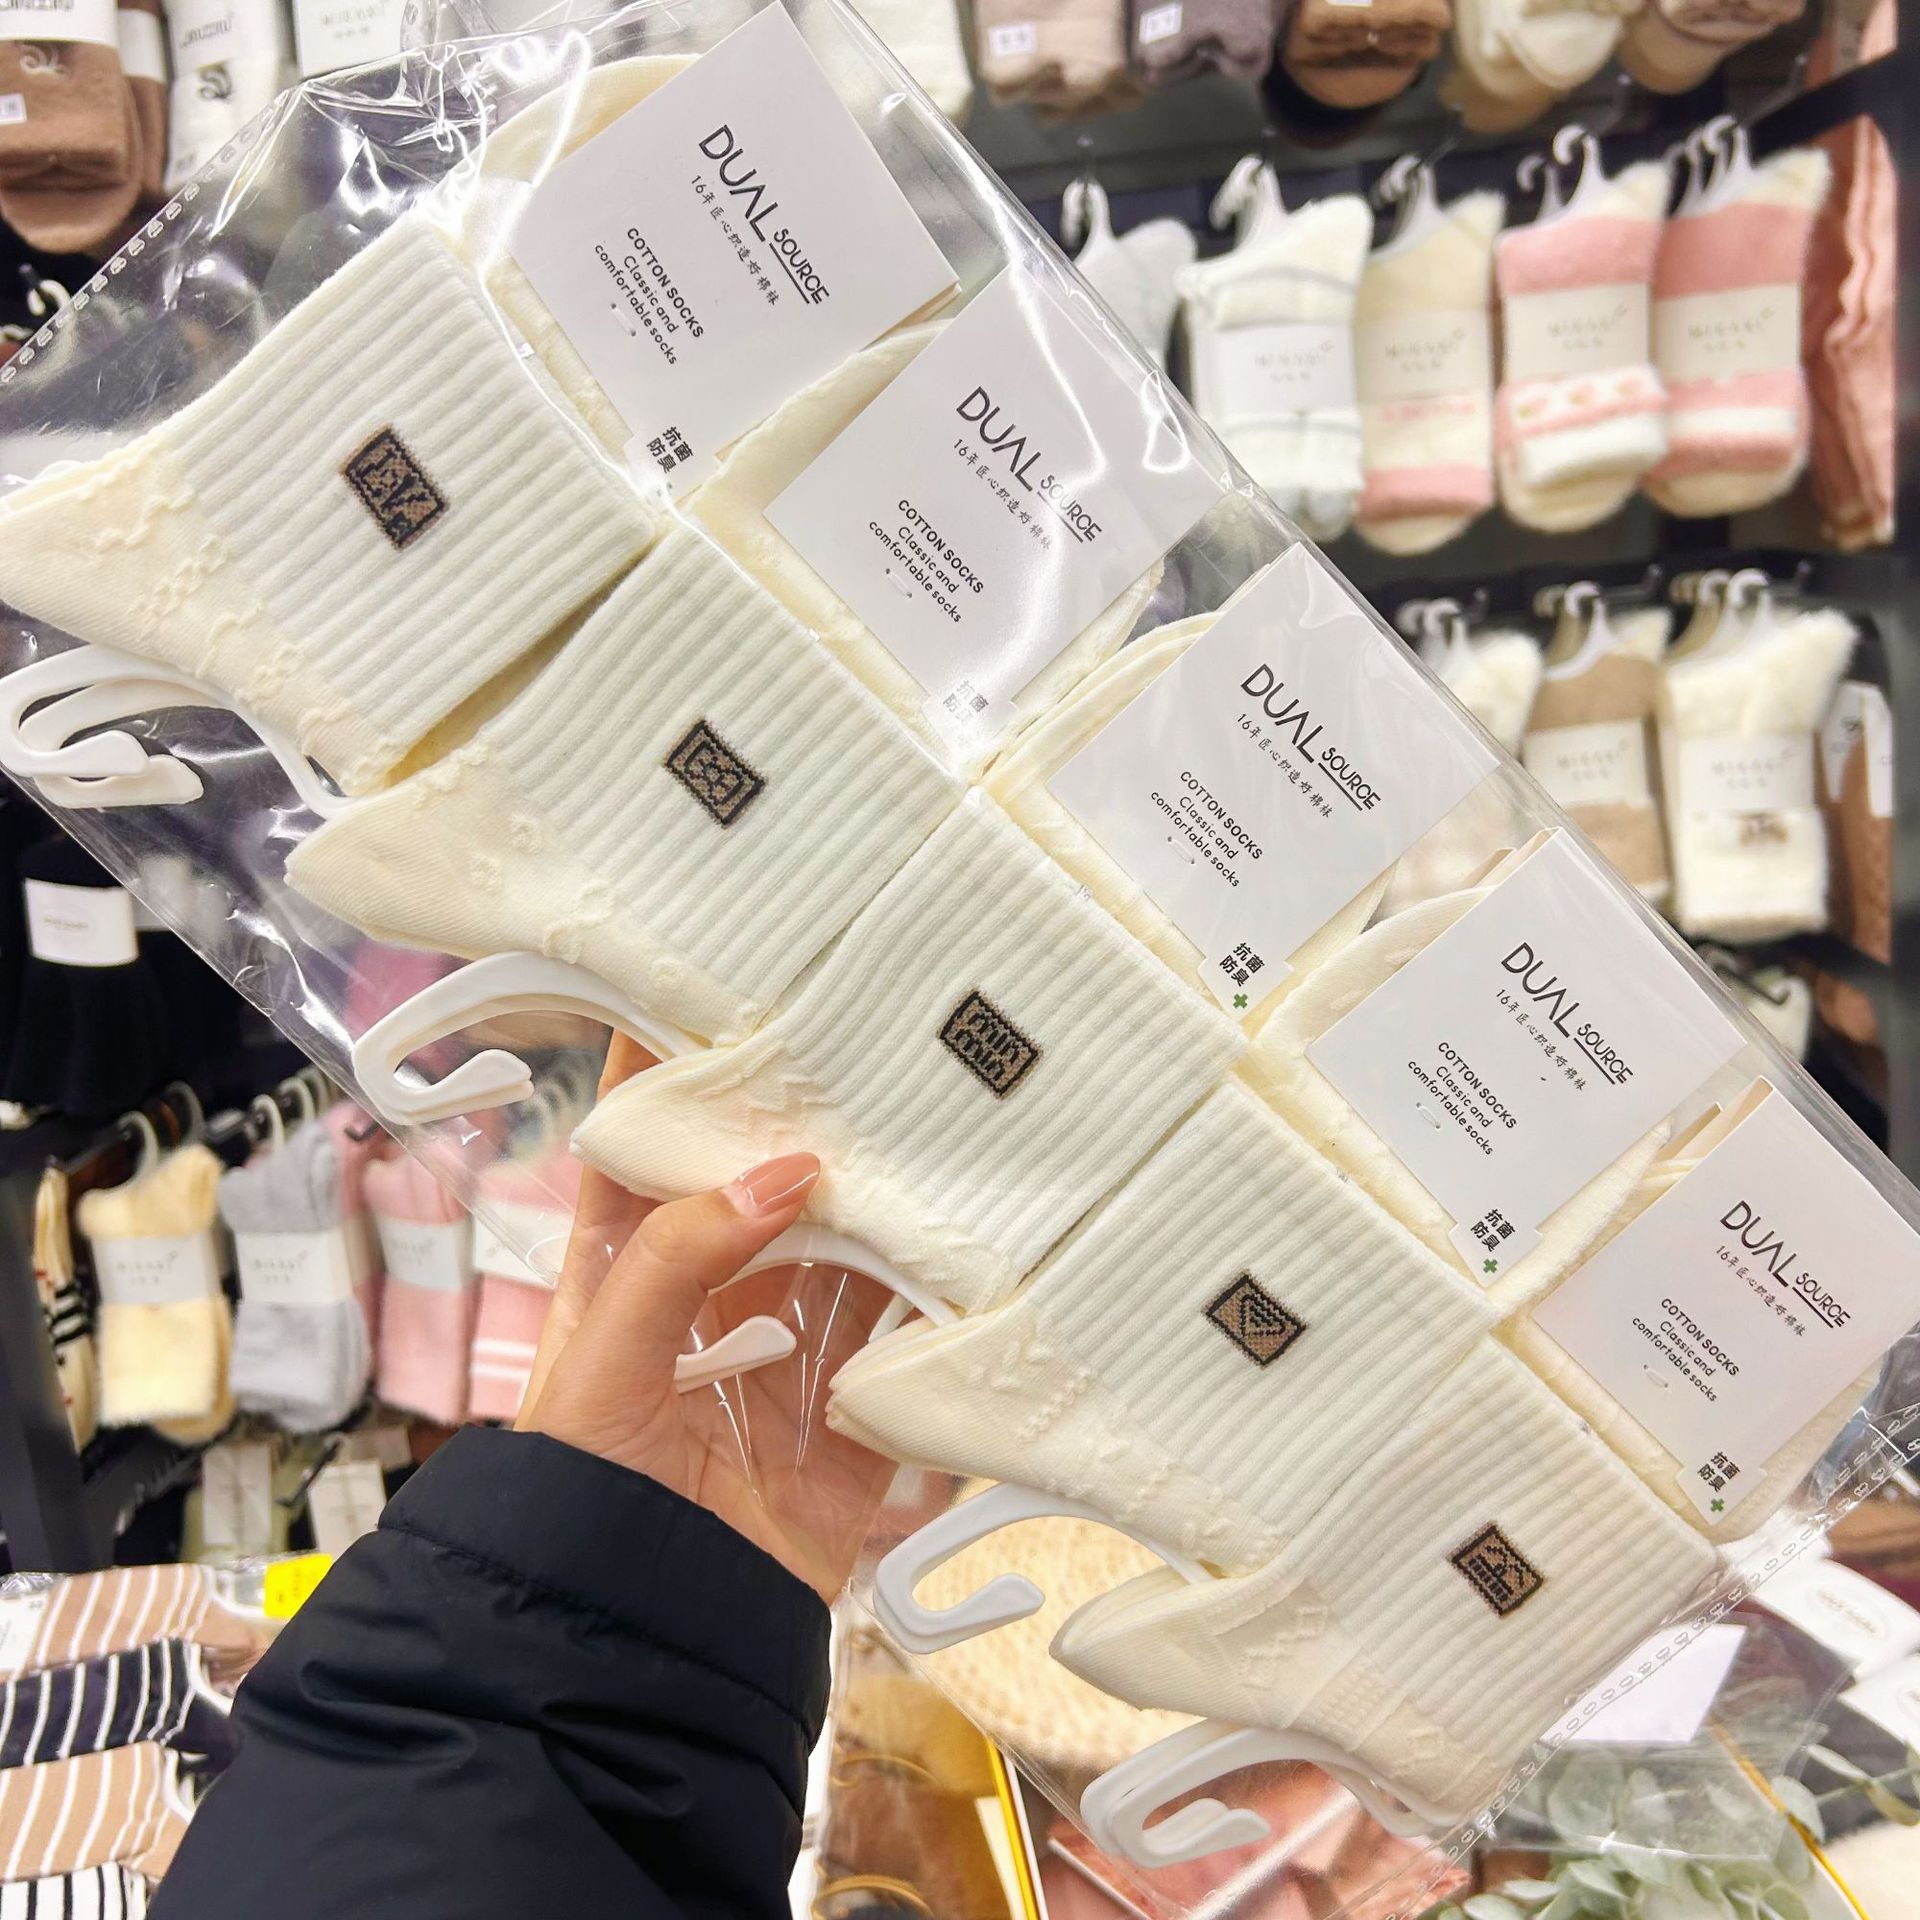 DUAL SOURCE
16年匠心织造好棉袜
COTTON SOCKS
Classic and
comfortable socks
抗菌
防臭
DUAL SOURCE
16年匠心织造好棉袜
COTTON SOCKS
Classic and
comfortable socks
抗菌
DUAL SOURCE
16年匠心织造好棉袜
COTTON SOCKS
Classic and
comfortable socks
抗菌
防臭
DUAL SOURCE
16年匠心织造好棉袜
COTTON SOCKS
Classic and
comfortable socks
抗菌
防臭
DUAL SOURCE
16年匠心织造好棉袜
COTTON SOCKS
Classic and
comfortable socks
抗菌
防臭